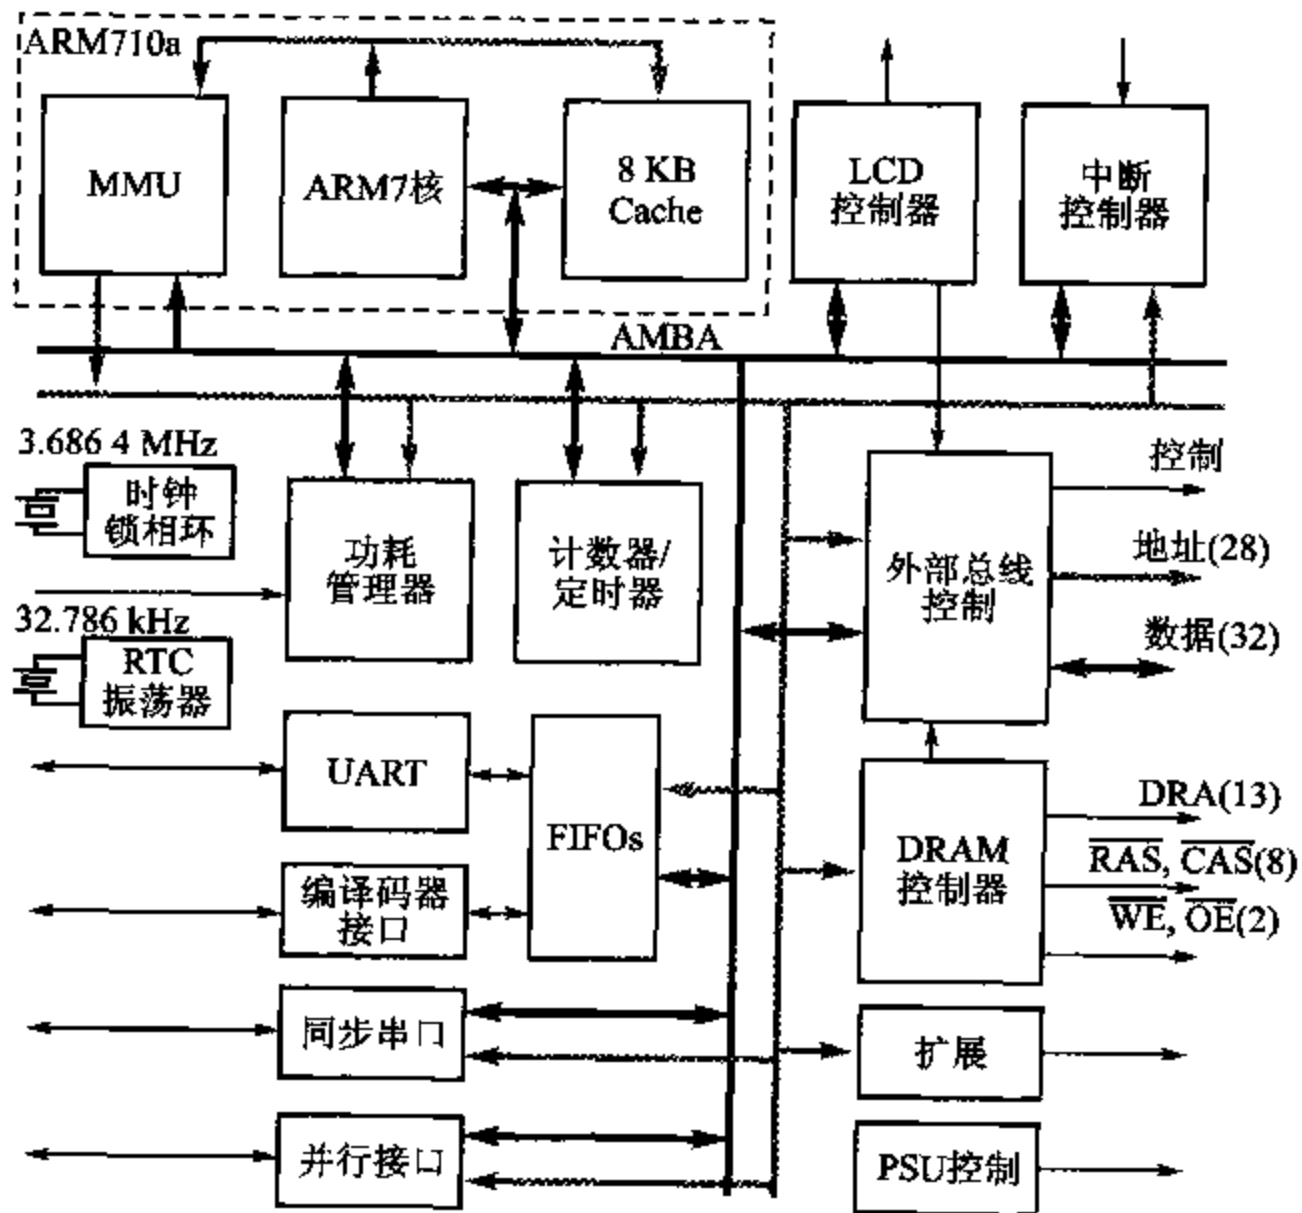 ARM710a
MMU
ARM7核
8 KB
Cache
LCD
控制器
中断
控制器
AMBA
3.686 4 MHz
时钟
锁相环
功耗
管理器
计数器/
定时器
外部总线
控制
控制
地址(28)
数据(32)
32.786 kHz
RTC
振荡器
UART
FIFOs
编译码器
接口
DRAM
控制器
DRA(13)
R̅A̅S̅, C̅A̅S̅(8)
W̅E̅, O̅E̅(2)
同步串口
扩展
并行接口
PSU控制